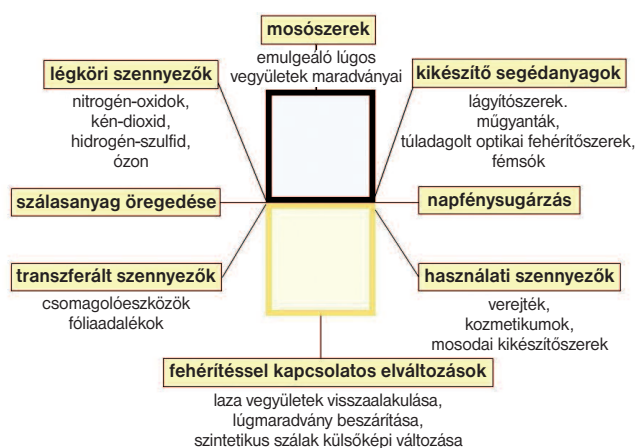 mosószerek
emulgeáló lúgos
vegyületek maradványai
légköri szennyezők
nitrogén-oxidok,
kén-dioxid,
hidrogén-szulfid,
ózon
kikészítő segédanyagok
lágyítószerek.
műgyanták,
túladagolt optikai fehérítőszerek,
fémsók
szálasanyag öregedése
napfénysugárzás
transzferált szennyezők
csomagolóeszközök
fóliaadalékok
használati szennyezők
verejték,
kozmetikumok,
mosodai kikészítőszerek
fehérítéssel kapcsolatos elváltozások
laza vegyületek visszaalakulása,
lúgmaradvány beszárítása,
szintetikus szálak külsőképi változása